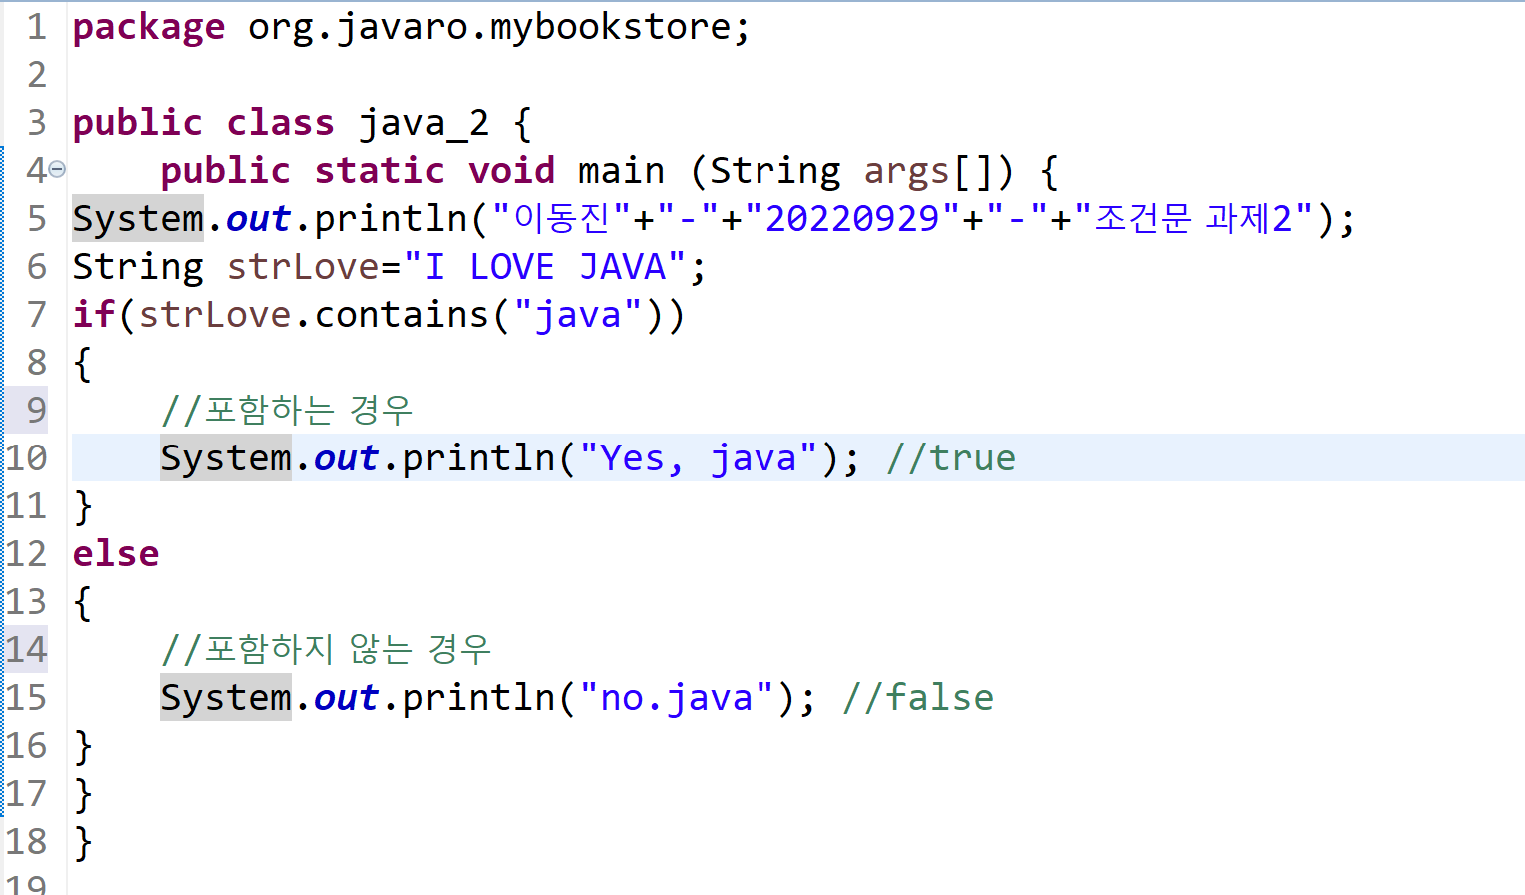 1 package org.javaro.mybookstore;
2
3 public class java_2 {
4     public static void main (String args[]) {
5 System.out.println("이동진"+"-"+"20220929"+"-"+"조건문 과제2");
6 String strLove="I LOVE JAVA";
7 if(strLove.contains("java"))
8 {
9     //포함하는 경우
10     System.out.println("Yes, java"); //true
11 }
12 else
13 {
14     //포함하지 않는 경우
15     System.out.println("no.java"); //false
16 }
17 }
18 }
19